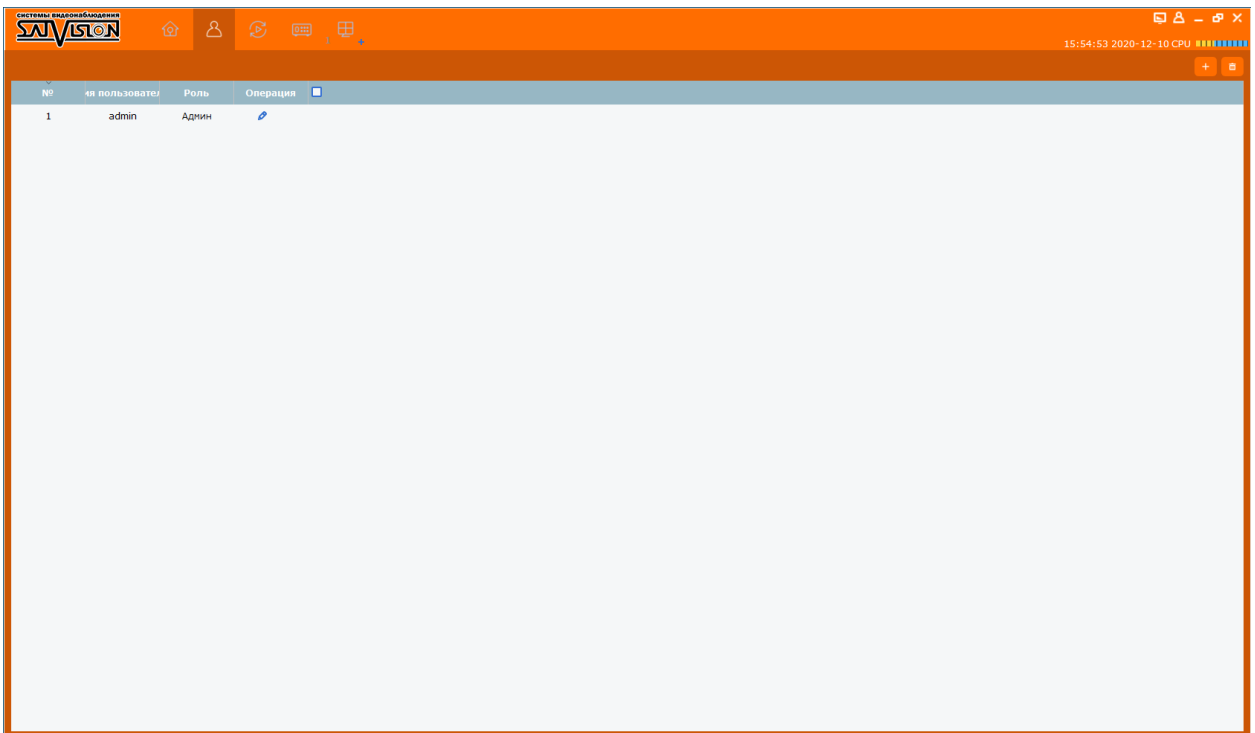 системы видеонаблюдения
SATVISION
15:54:53 2020-12-10 CPU
№ ия пользовател Роль Операция
1 admin Админ